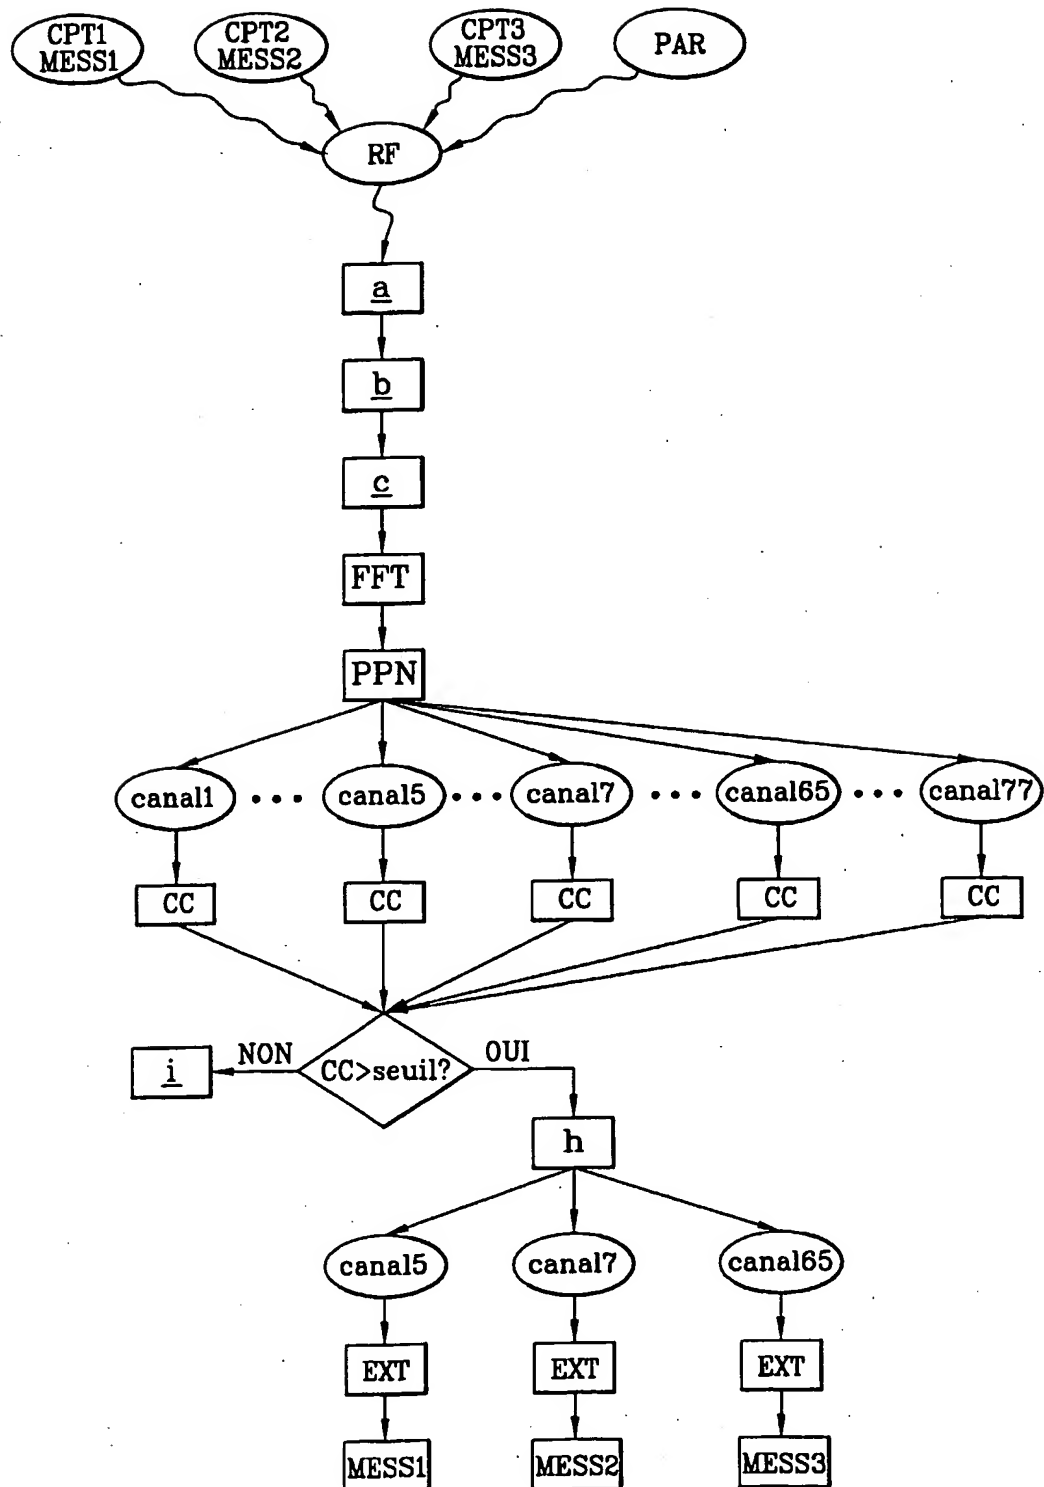 CPT1
MESS1
CPT2
MESS2
CPT3
MESS3
PAR
RF
a
b
c
FFT
PPN
canal1 ••• canal5 ••• canal7 ••• canal65 ••• canal77
CC CC CC CC CC
i NON CC>seuil? OUI
h
canal5 canal7 canal65
EXT EXT EXT
MESS1 MESS2 MESS3